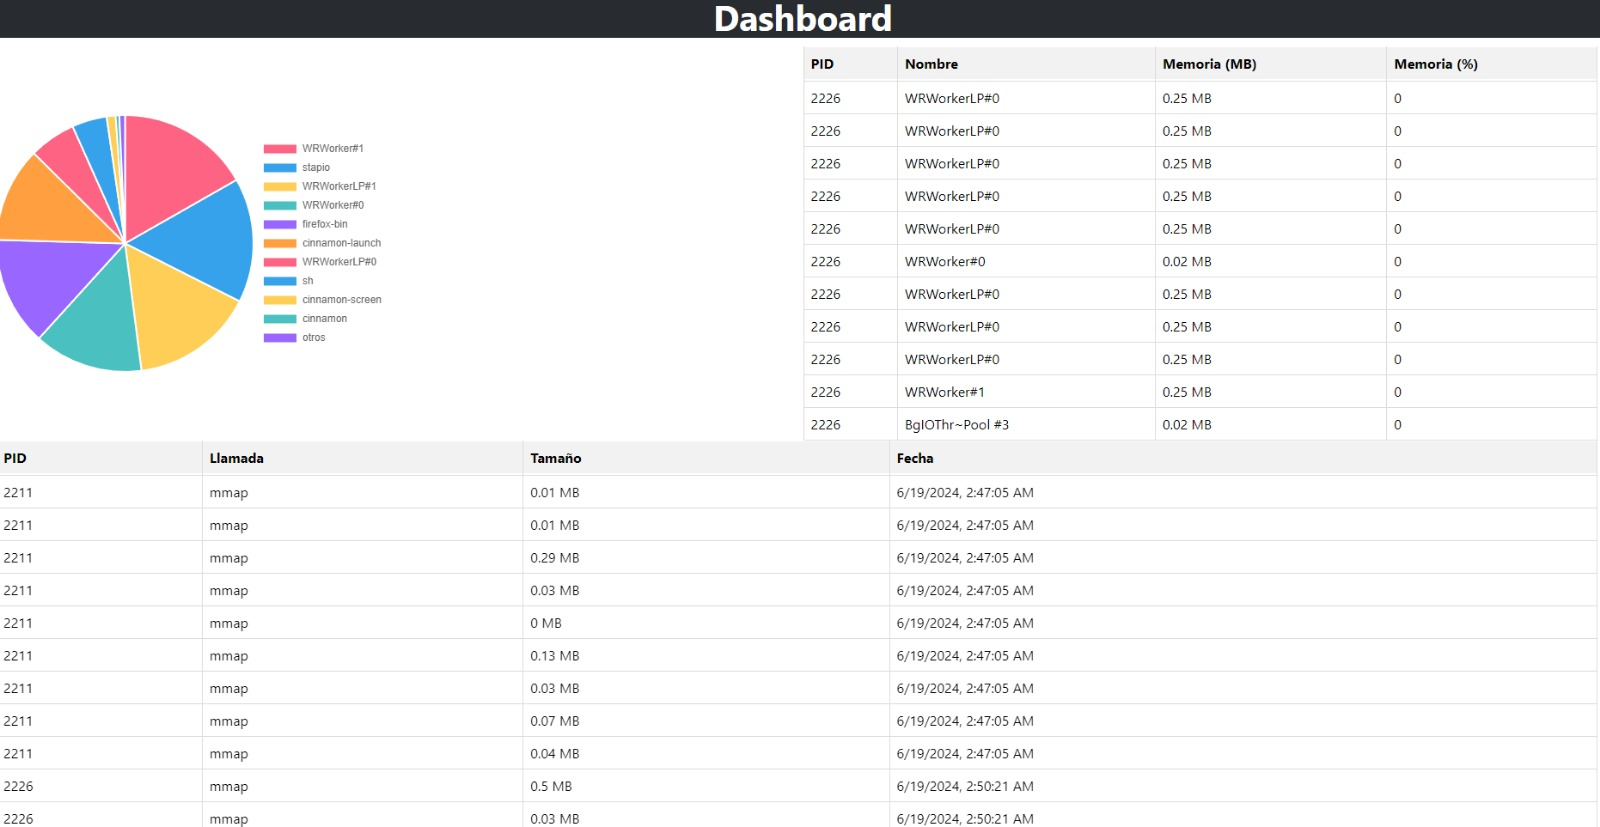 Dashboard
WRWorker#1
stapio
WRWorkerLP#1
WRWorker#0
firefox-bin
cinnamon-launch
WRWorkerLP#0
sh
cinnamon-screen
cinnamon
otros
PID Nombre Memoria (MB) Memoria (%)
2226 WRWorkerLP#0 0.25 MB 0
2226 WRWorkerLP#0 0.25 MB 0
2226 WRWorkerLP#0 0.25 MB 0
2226 WRWorkerLP#0 0.25 MB 0
2226 WRWorkerLP#0 0.25 MB 0
2226 WRWorker#0 0.02 MB 0
2226 WRWorkerLP#0 0.25 MB 0
2226 WRWorkerLP#0 0.25 MB 0
2226 WRWorkerLP#0 0.25 MB 0
2226 WRWorker#1 0.25 MB 0
2226 BgIOThr~Pool #3 0.02 MB 0
PID Llamada Tamaño Fecha
2211 mmap 0.01 MB 6/19/2024, 2:47:05 AM
2211 mmap 0.01 MB 6/19/2024, 2:47:05 AM
2211 mmap 0.29 MB 6/19/2024, 2:47:05 AM
2211 mmap 0.03 MB 6/19/2024, 2:47:05 AM
2211 mmap 0 MB 6/19/2024, 2:47:05 AM
2211 mmap 0.13 MB 6/19/2024, 2:47:05 AM
2211 mmap 0.03 MB 6/19/2024, 2:47:05 AM
2211 mmap 0.07 MB 6/19/2024, 2:47:05 AM
2211 mmap 0.04 MB 6/19/2024, 2:47:05 AM
2226 mmap 0.5 MB 6/19/2024, 2:50:21 AM
2226 mmap 0.03 MB 6/19/2024, 2:50:21 AM